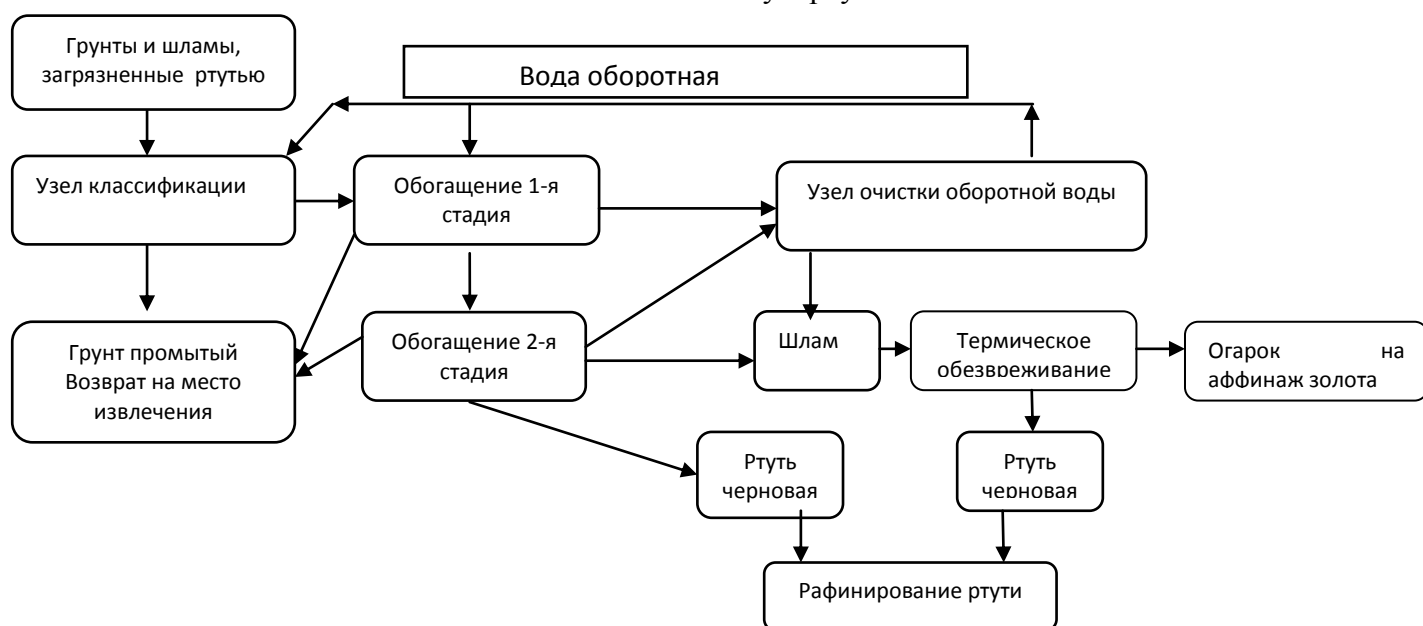 Грунты и шламы,
загрязненные ртутью
Вода оборотная
Узел классификации
Обогащение 1-я
стадия
Узел очистки оборотной воды
Грунт промытый
Возврат на место
извлечения
Обогащение 2-я
стадия
Шлам
Термическое
обезвреживание
Огарок на
аффинаж золота
Ртуть
черновая
Ртуть
черновая
Рафинирование ртути